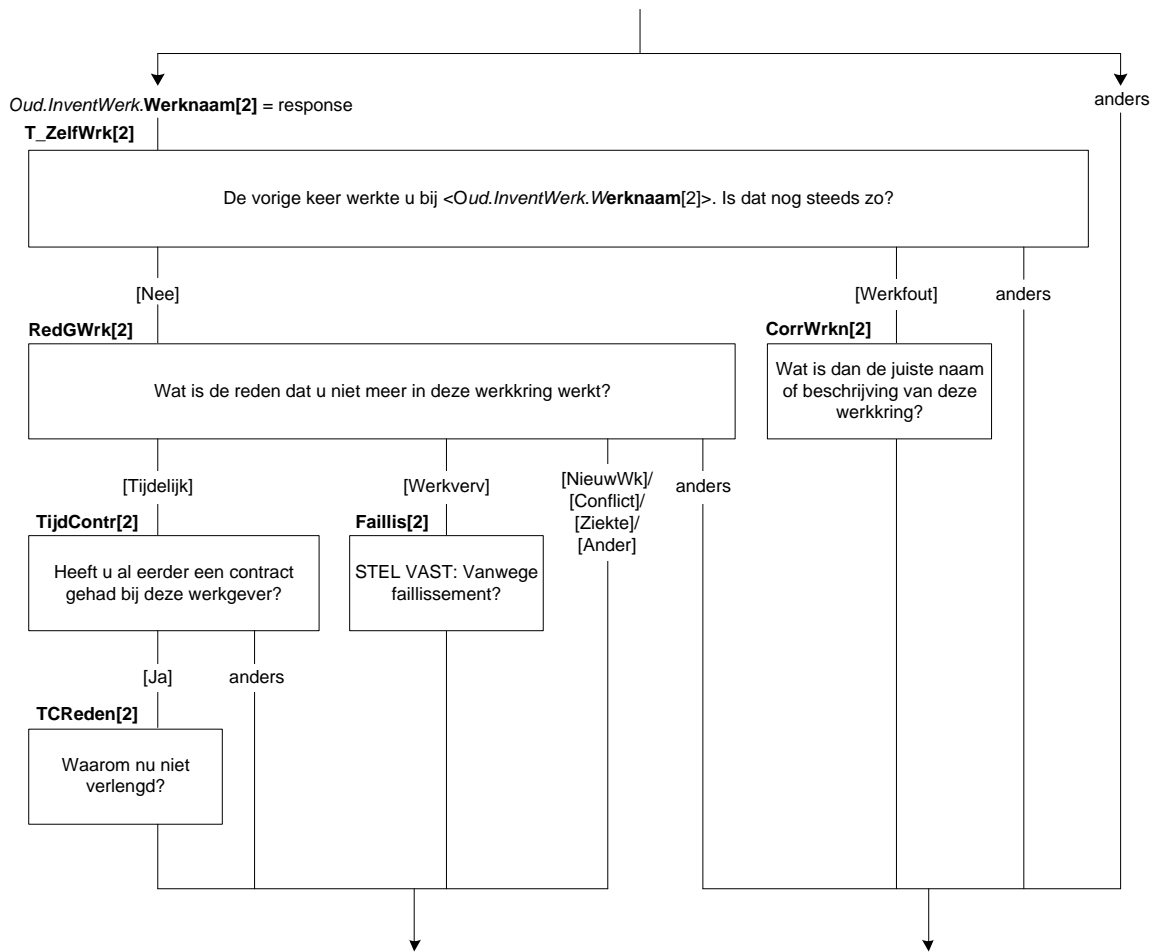 Oud.InventWerk.Werknaam[2] = response
anders
T_ZelfWrk[2]
De vorige keer werkte u bij <Oud.InventWerk.Werknaam[2]>. Is dat nog steeds zo?
[Nee]
[Werkfout]
anders
RedGWrk[2]
Wat is de reden dat u niet meer in deze werkkring werkt?
CorrWrkn[2]
Wat is dan de juiste naam
of beschrijving van deze
werkkring?
[Tijdelijk]
[Werkverv]
[NieuwWk]/
[Conflict]/
[Ziekte]/
[Ander]
anders
TijdContr[2]
Heeft u al eerder een contract
gehad bij deze werkgever?
Faillis[2]
STEL VAST: Vanwege
faillissement?
[Ja]
anders
TCReden[2]
Waarom nu niet
verlengd?